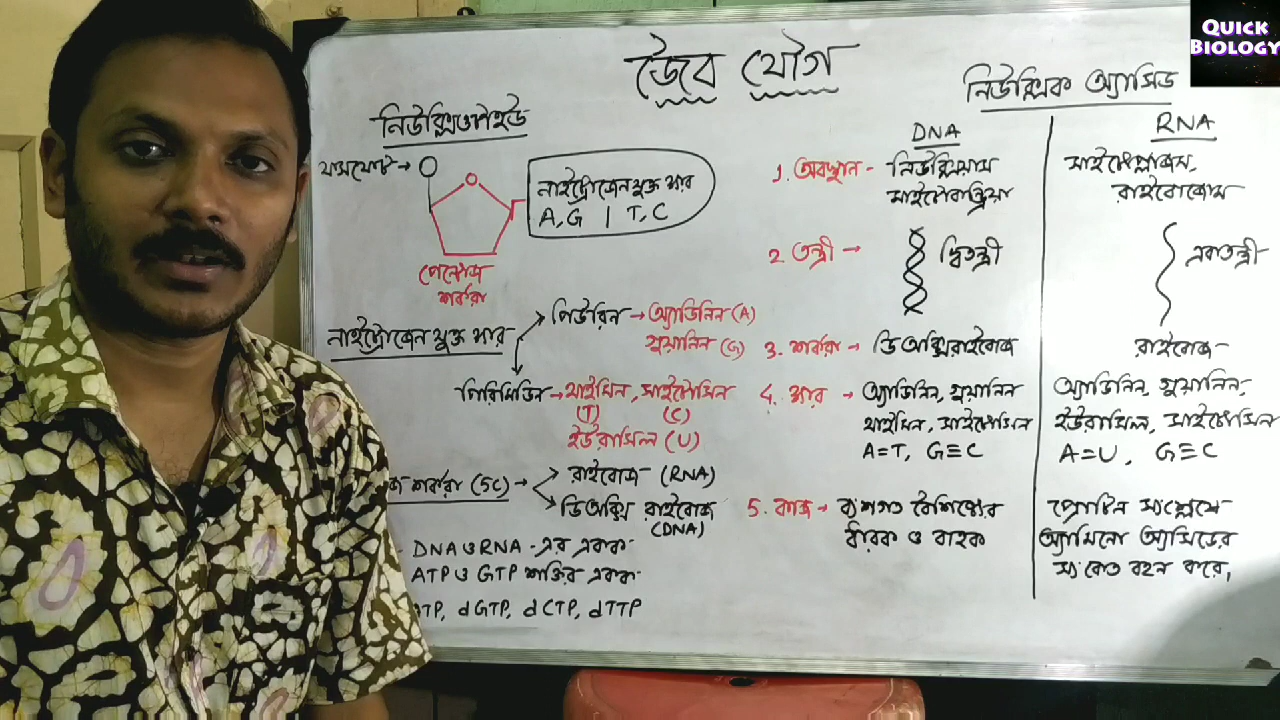 QUICK
BIOLOGY
জৈব যৌগ
নিউক্লিওটাইড
ফসফেট →
নাইট্রোজেনযুক্ত ক্ষার
A, G | T, C
পেন্টোজ
শর্করা
নাইট্রোজেন যুক্ত ক্ষার
পিউরিন → অ্যাডিনিন (A)
গুয়ানিন (G)
পিরিমিডিন → থাইমিন, সাইটোসিন
(T) (C)
ইউরাসিল (U)
শর্করা (5C) → রাইবোজ (RNA)
ডিঅক্সি রাইবোজ
(DNA)
DNA ও RNA - এর একক
ATP ও GTP শক্তির একক
TP, dGTP, dCTP, dTTP
নিউক্লিক অ্যাসিড
DNA RNA
1. অবস্থান - নিউক্লিয়াস সাইটোপ্লাজম,
মাইটোকন্ড্রিয়া রাইবোজোম
2. তন্ত্রী → দ্বিতন্ত্রী একতন্ত্রী
3. শর্করা → ডিঅক্সিরাইবোজ রাইবোজ
4. ক্ষার → অ্যাডিনিন, গুয়ানিন অ্যাডিনিন, গুয়ানিন,
থাইমিন, সাইটোসিন ইউরাসিল, সাইটোসিন
A=T, G≡C A=U, G≡C
5. কাজ → বংশগত বৈশিষ্ট্যের প্রোটিন সংশ্লেষে
ধারক ও বাহক অ্যামিনো অ্যাসিডের
সংকেত বহন করে,